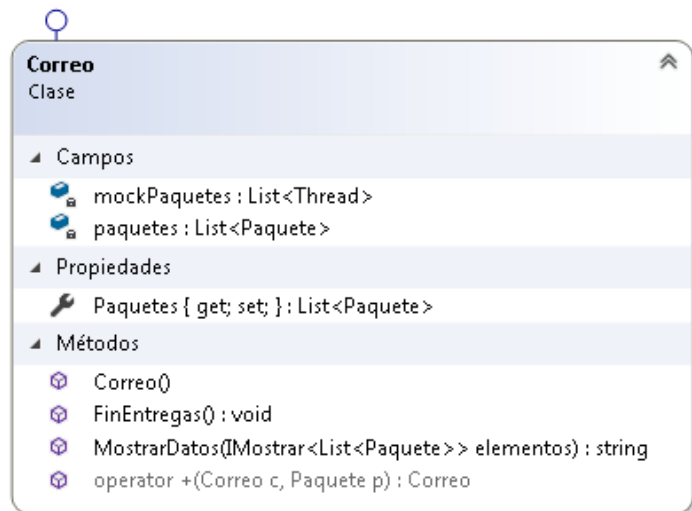 Correo
Clase
Campos
mockPaquetes : List<Thread>
paquetes : List<Paquete>
Propiedades
Paquetes { get; set; } : List<Paquete>
Métodos
Correo()
FinEntregas() : void
MostrarDatos(IMostrar<List<Paquete>> elementos) : string
operator +(Correo c, Paquete p) : Correo